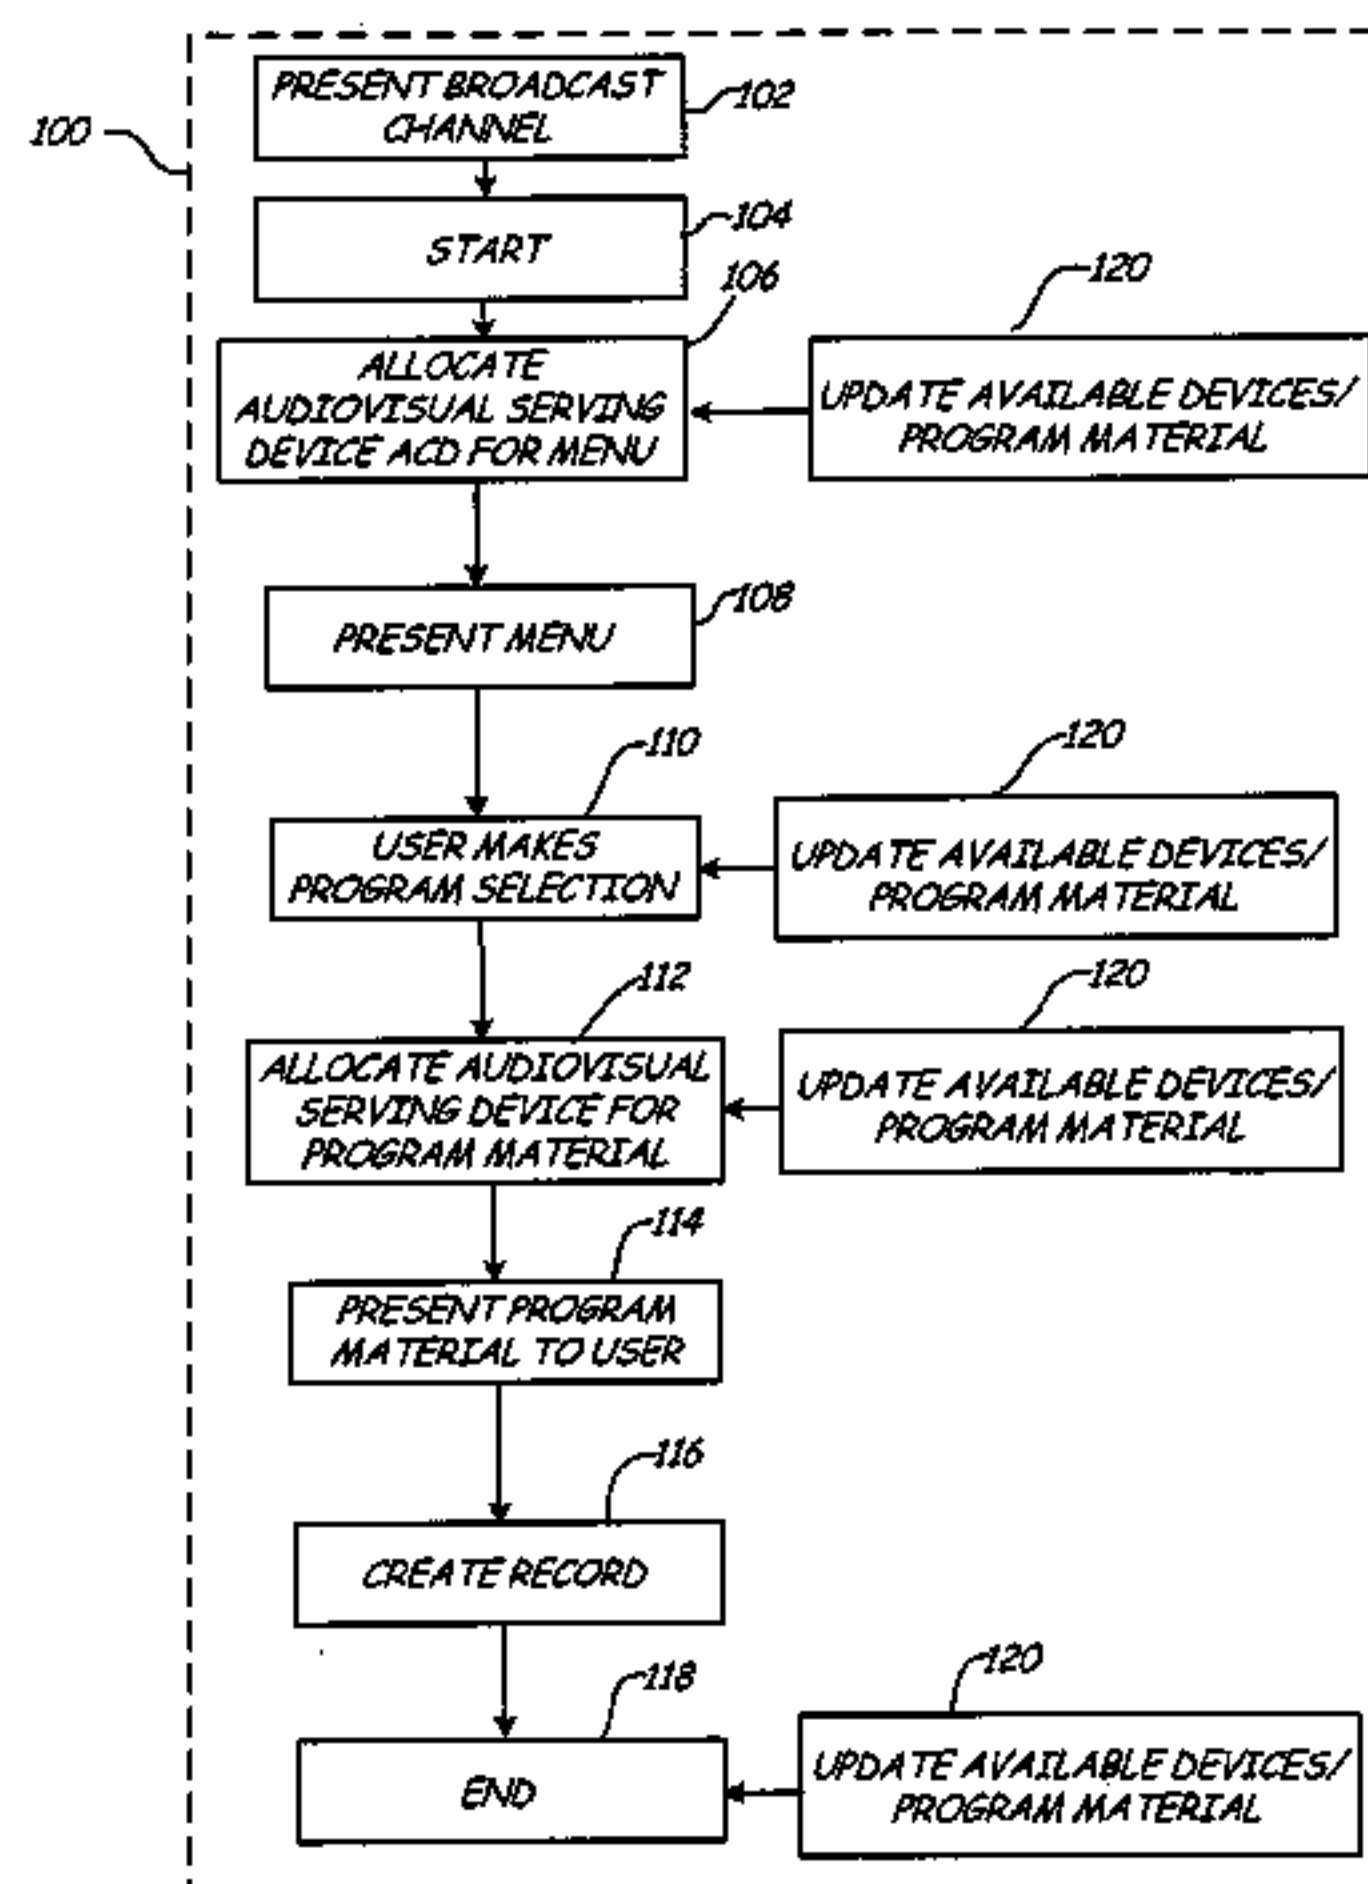 100
PRESENT BROADCAST
CHANNEL
102
START
104
106
ALLOCATE
AUDIOVISUAL SERVING
DEVICE ACD FOR MENU
120
UPDATE AVAILABLE DEVICES/
PROGRAM MATERIAL
PRESENT MENU
108
110
USER MAKES
PROGRAM SELECTION
120
UPDATE AVAILABLE DEVICES/
PROGRAM MATERIAL
112
ALLOCATE AUDIOVISUAL
SERVING DEVICE FOR
PROGRAM MATERIAL
120
UPDATE AVAILABLE DEVICES/
PROGRAM MATERIAL
114
PRESENT PROGRAM
MATERIAL TO USER
116
CREATE RECORD
118
END
120
UPDATE AVAILABLE DEVICES/
PROGRAM MATERIAL